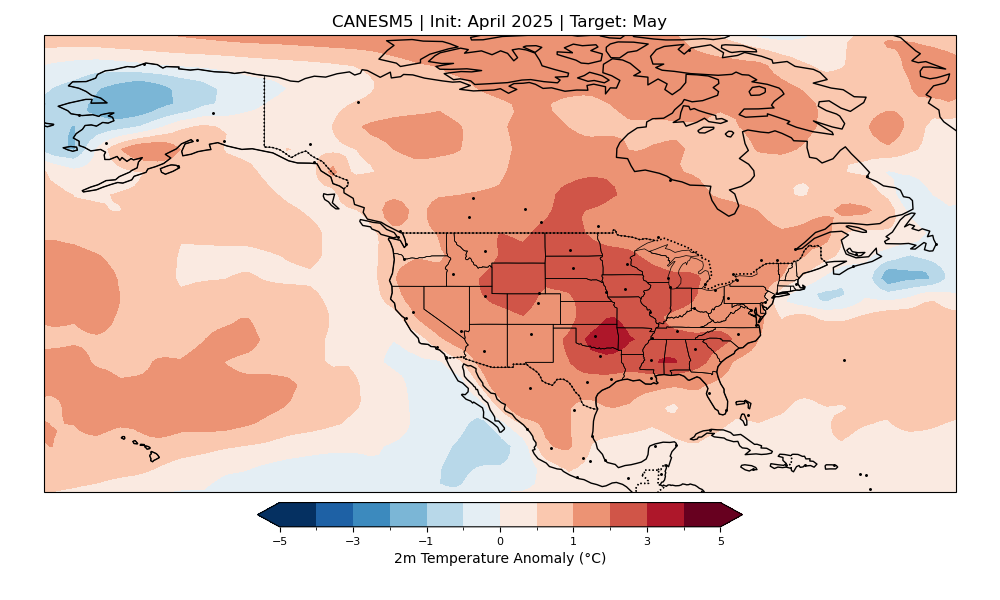 CANESM5 | Init: April 2025 | Target: May
−5 −3 −1 0 1 3 5
2m Temperature Anomaly (°C)